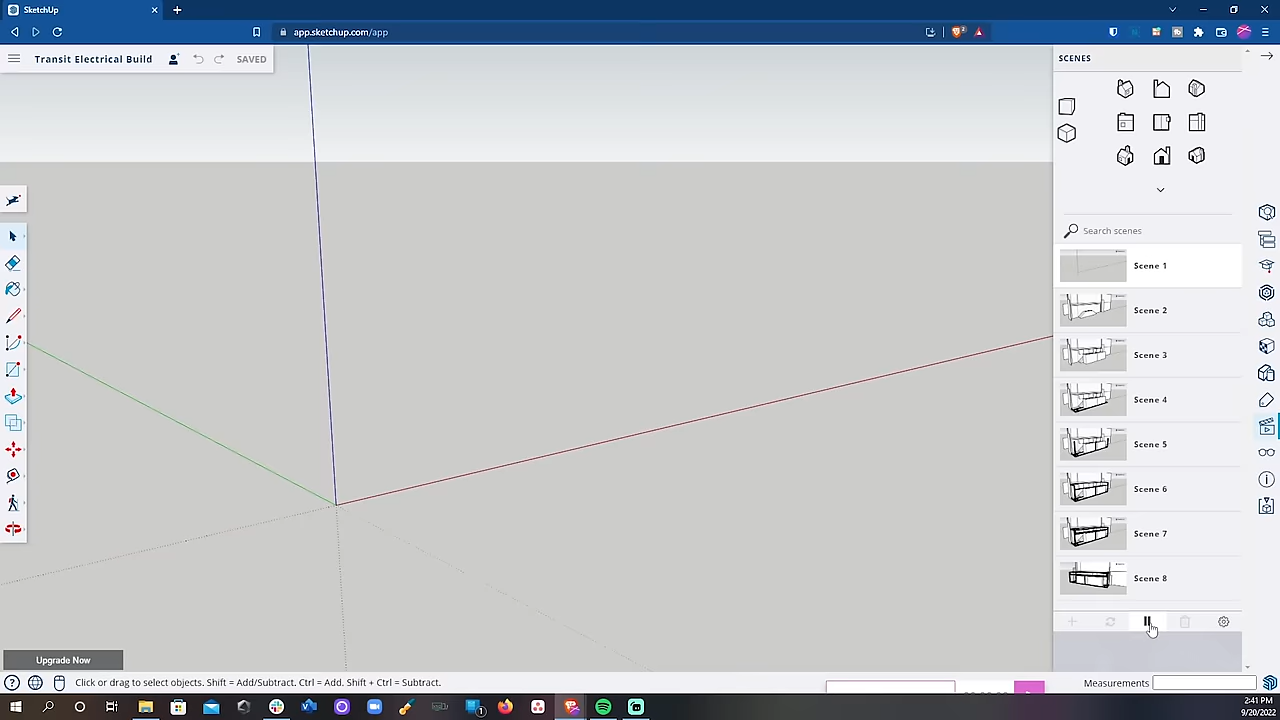 SketchUp
app.sketchup.com/app
2
Transit Electrical Build
SAVED
SCENES
Search scenes
Scene 1
Scene 2
Scene 3
Scene 4
Scene 5
Scene 6
Scene 7
Scene 8
Upgrade Now
Click or drag to select objects. Shift = Add/Subtract. Ctrl = Add. Shift + Ctrl = Subtract.
Measurements
1
2:41 PM
9/20/2022